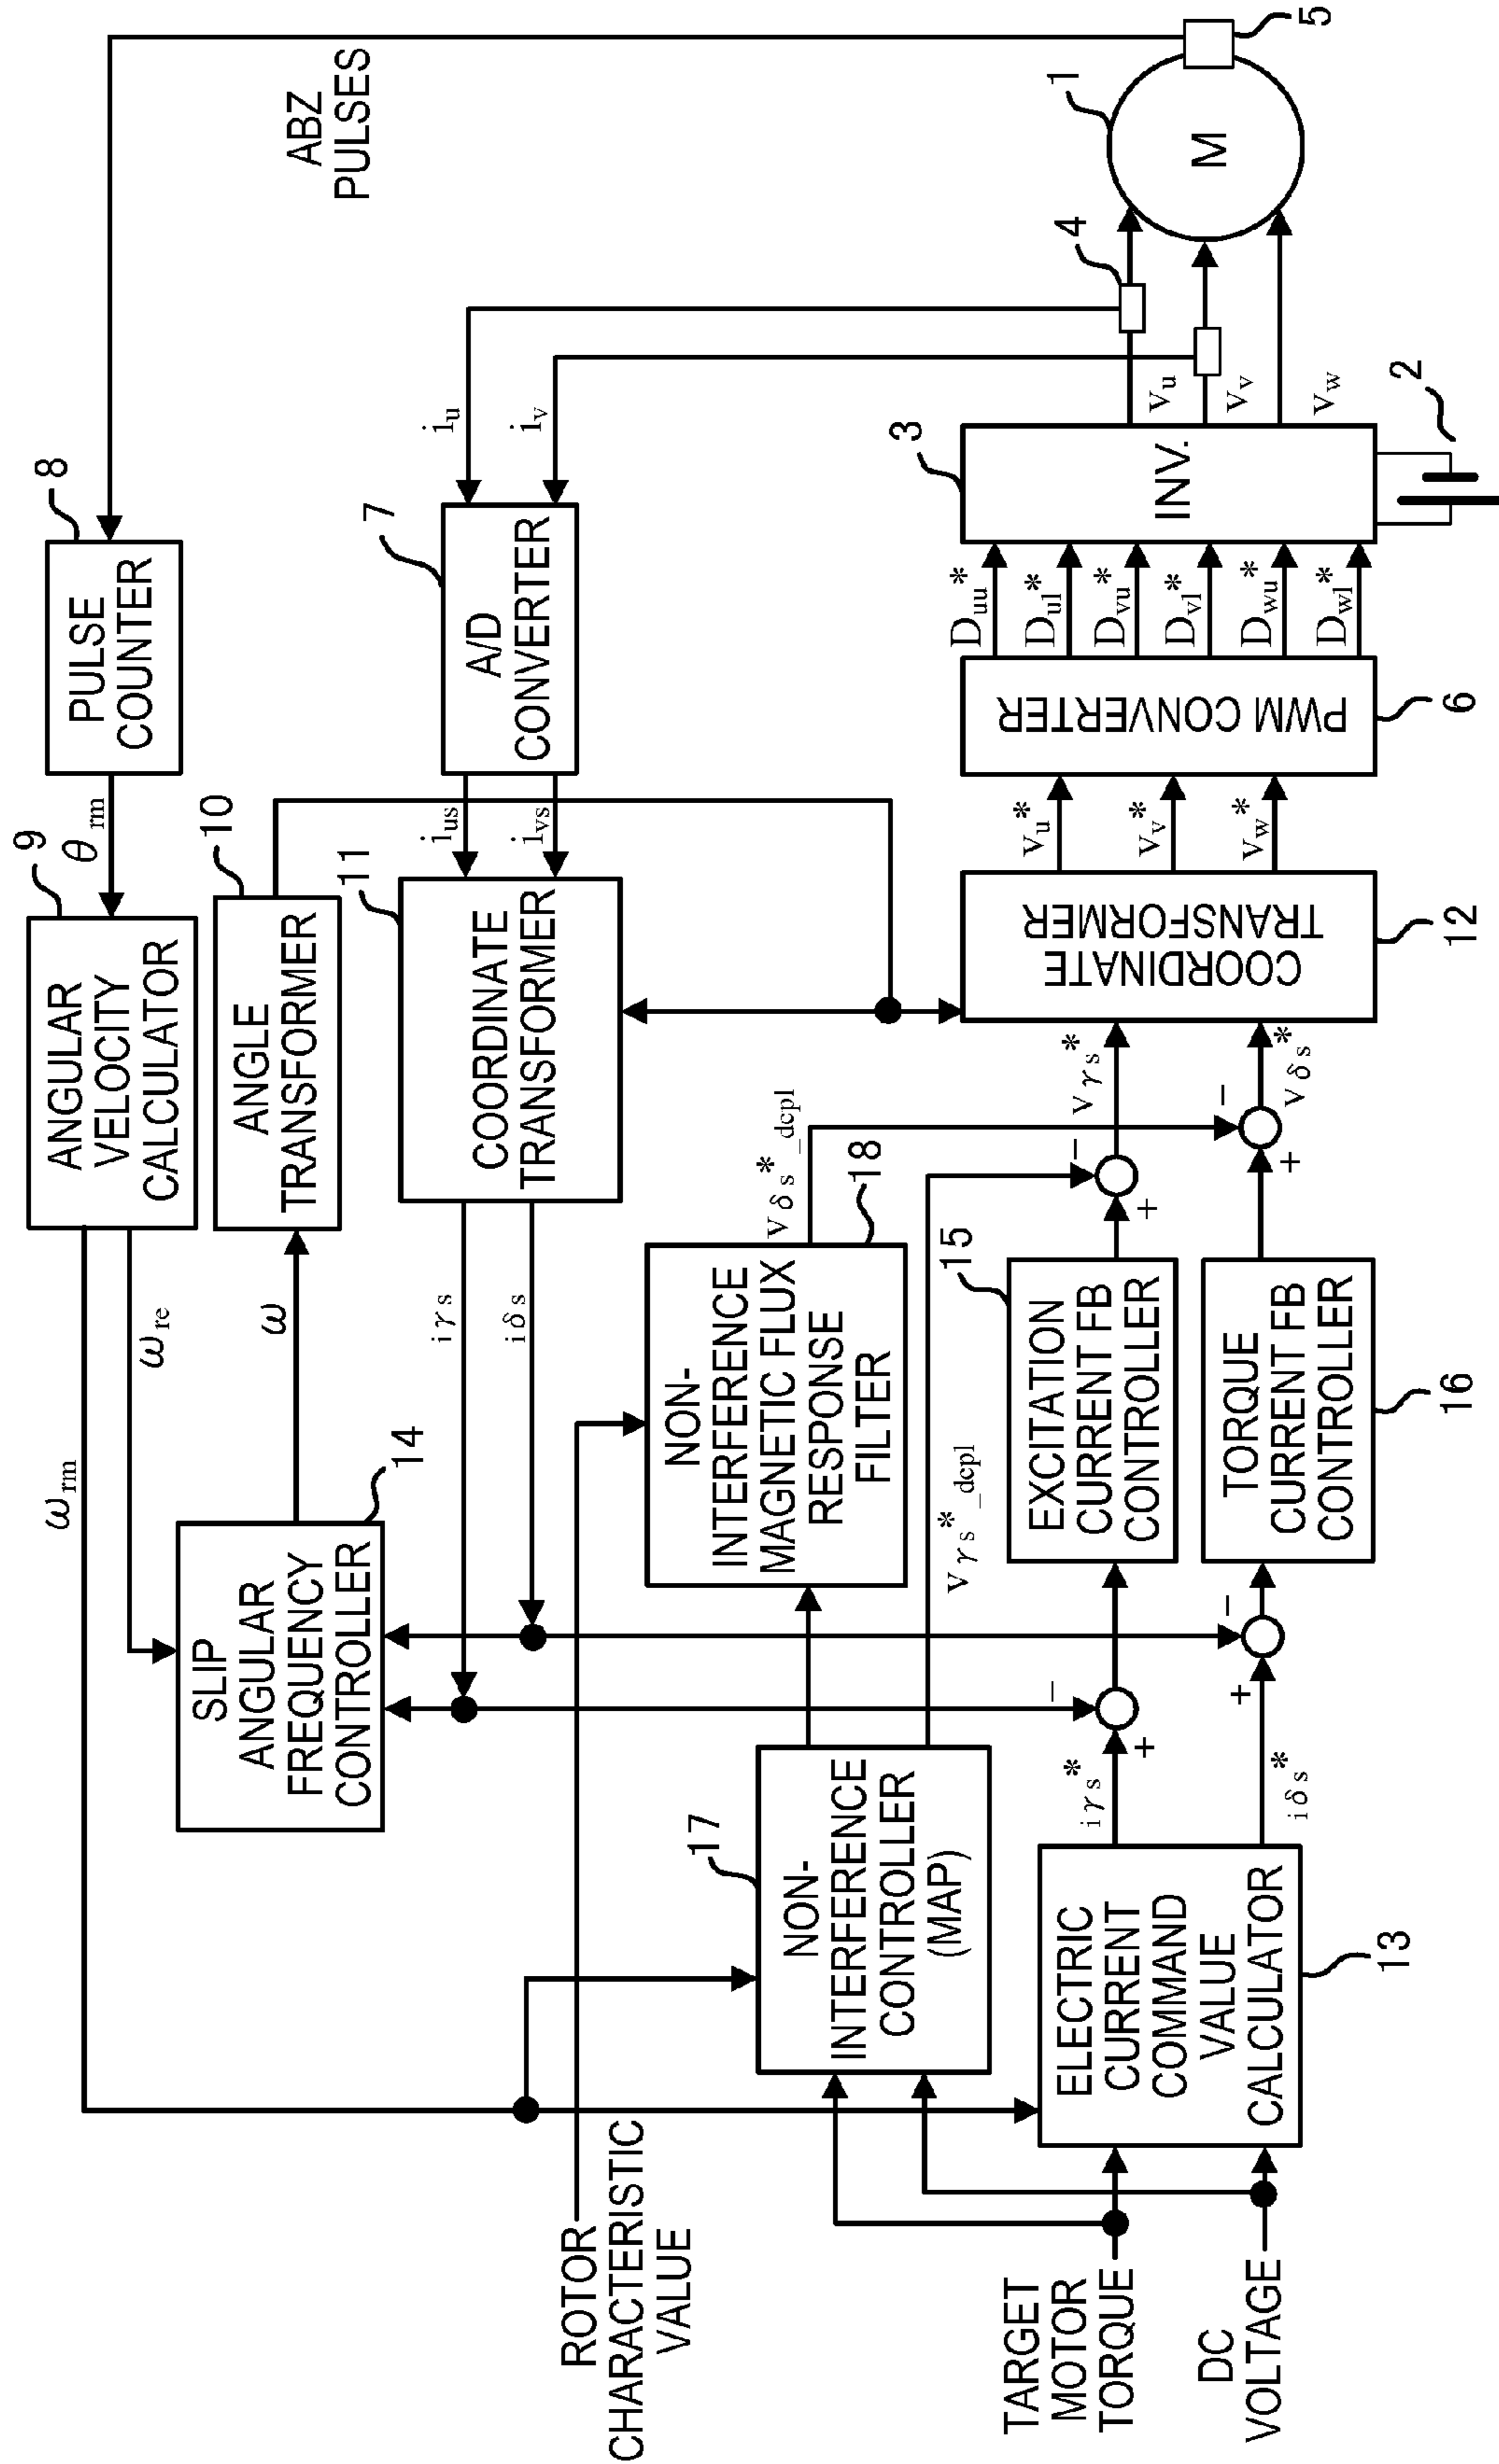 ABZ
PULSES
5
1
M
4
8
PULSE
COUNTER
θrm
9
ANGULAR
VELOCITY
CALCULATOR
ωrm
ωre
10
ANGLE
TRANSFORMER
ω
14
SLIP
ANGULAR
FREQUENCY
CONTROLLER
iu
iv
7
A/D
CONVERTER
ius
ivs
11
COORDINATE
TRANSFORMER
iγs
iδs
ROTOR
CHARACTERISTIC
VALUE
17
NON-
INTERFERENCE
CONTROLLER
(MAP)
NON-
INTERFERENCE
MAGNETIC FLUX
RESPONSE
FILTER
18
vδs*_dcpl
vγs*_dcpl
TARGET
MOTOR
TORQUE
DC
VOLTAGE
ELECTRIC
CURRENT
COMMAND
VALUE
CALCULATOR
13
iγs*
iδs*
+
−
+
−
15
EXCITATION
CURRENT FB
CONTROLLER
TORQUE
CURRENT FB
CONTROLLER
16
+
−
+
−
vγs*
vδs*
COORDINATE
TRANSFORMER
12
vu*
vv*
vw*
PWM CONVERTER
6
Duu*
Dul*
Dvu*
Dvl*
Dwu*
Dwl*
3
INV.
vu
vv
vw
2